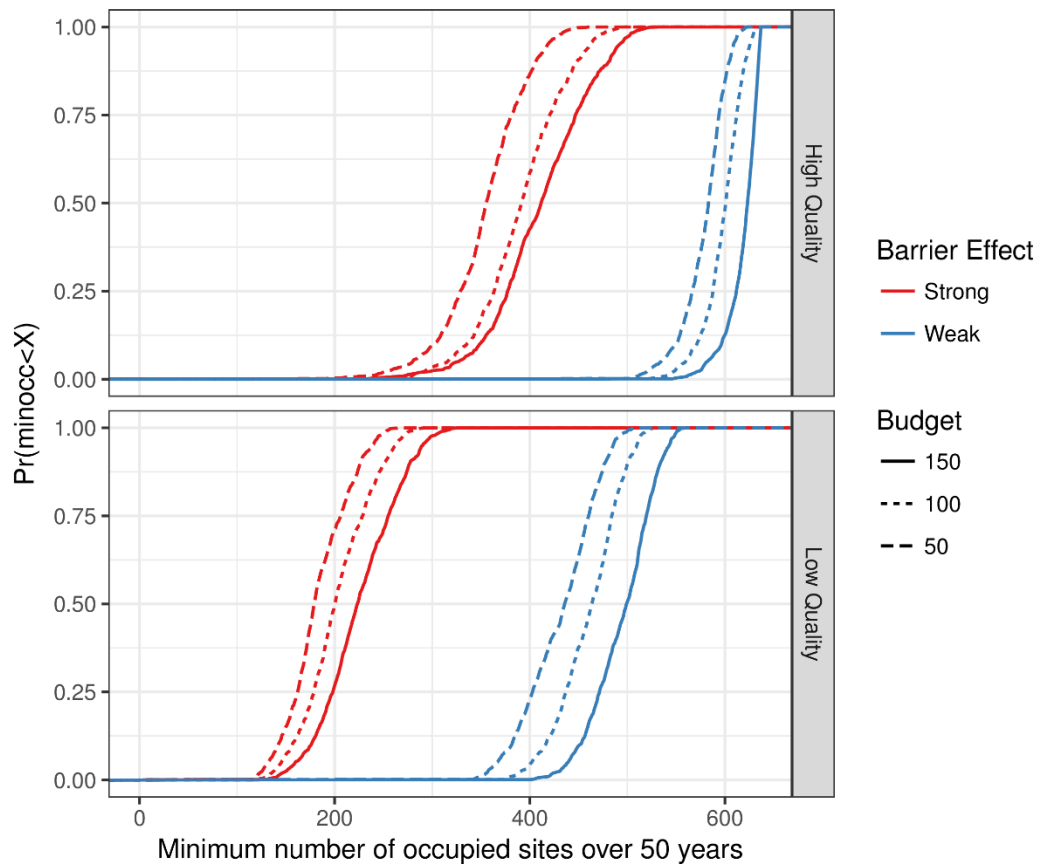 Pr(minocc<X)
1.00
0.75
0.50
0.25
0.00
High Quality
1.00
0.75
0.50
0.25
0.00
Low Quality
0
200
400
600
Minimum number of occupied sites over 50 years
Barrier Effect
Strong
Weak
Budget
150
100
50